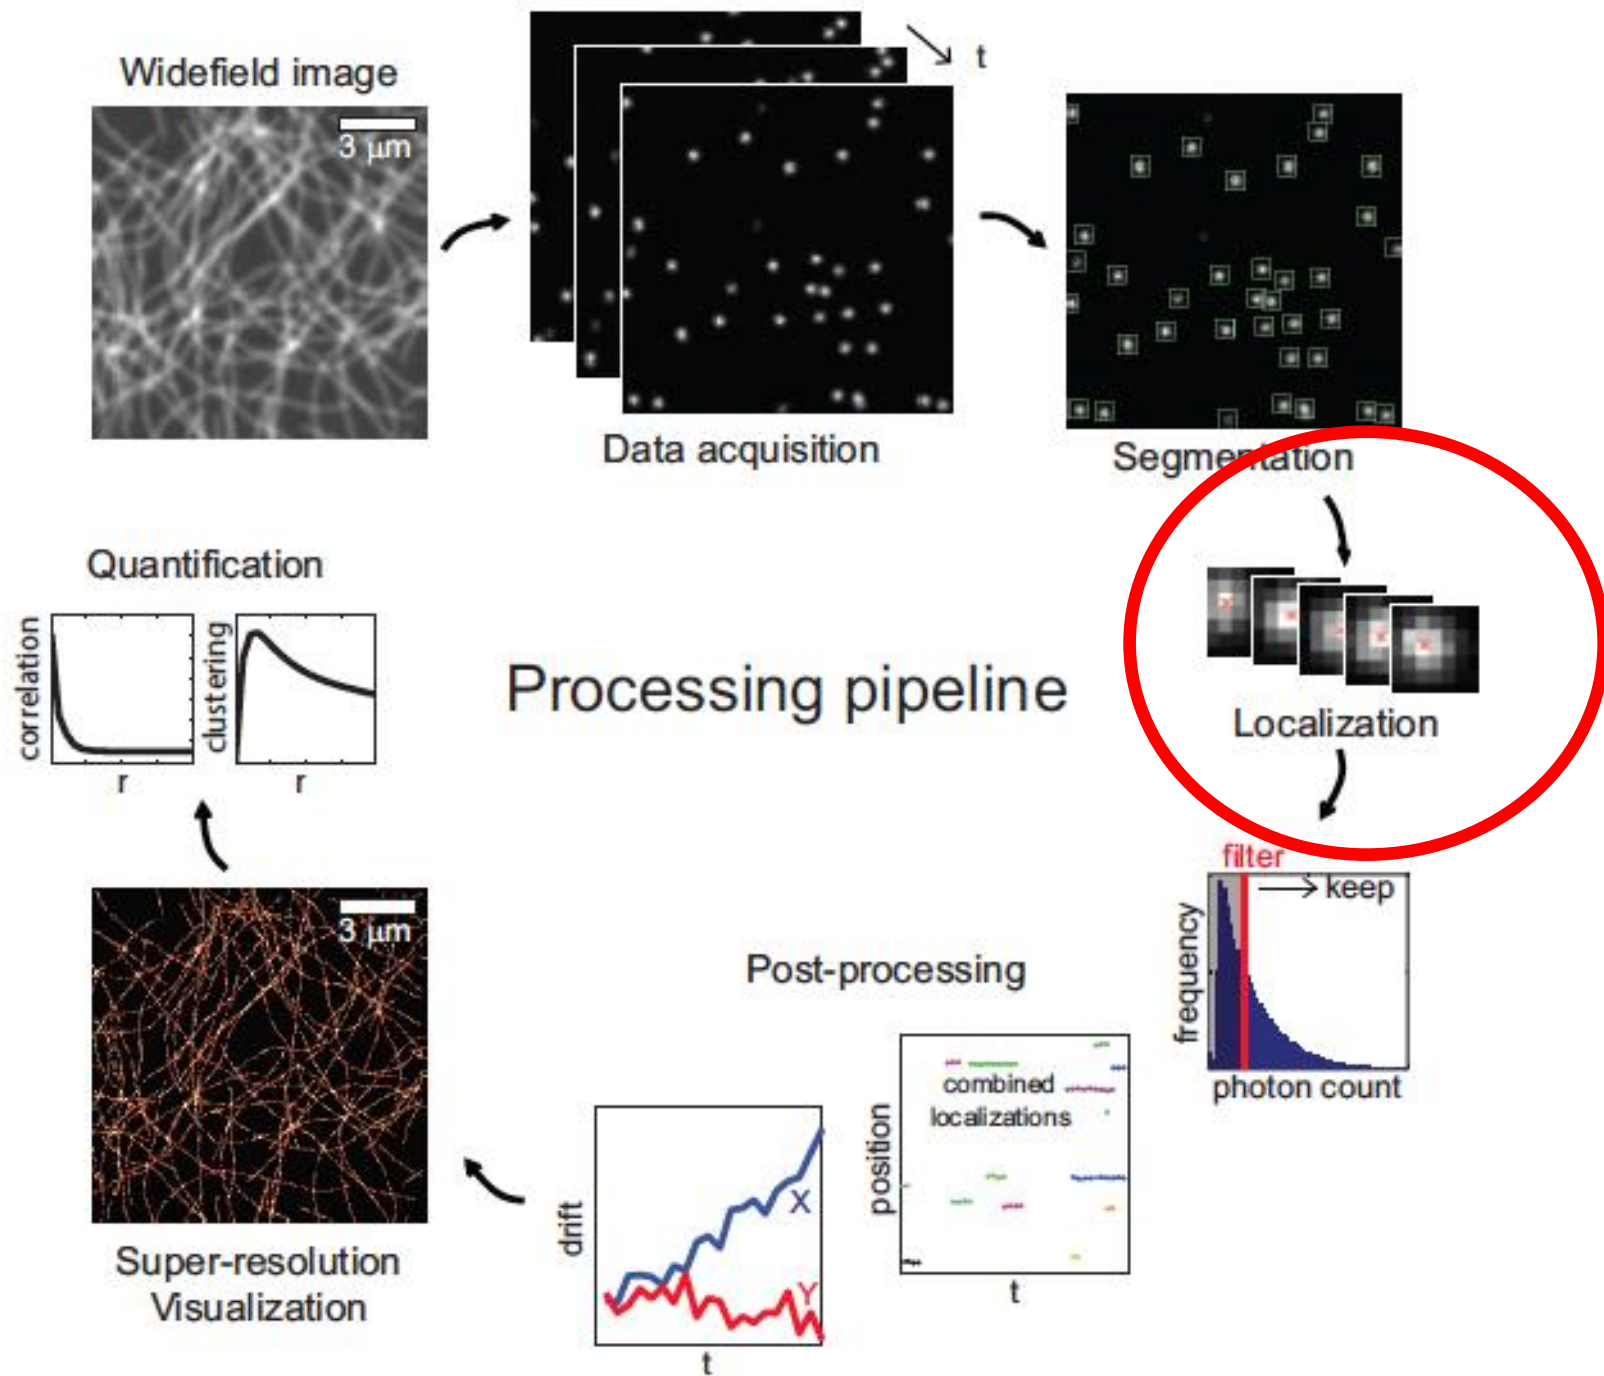 Widefield image
3 μm
t
Data acquisition
Segmentation
Localization
Processing pipeline
Quantification
correlation
r
clustering
r
filter
keep
frequency
photon count
Post-processing
combined
localizations
position
t
X
Y
drift
t
3 μm
Super-resolution
Visualization